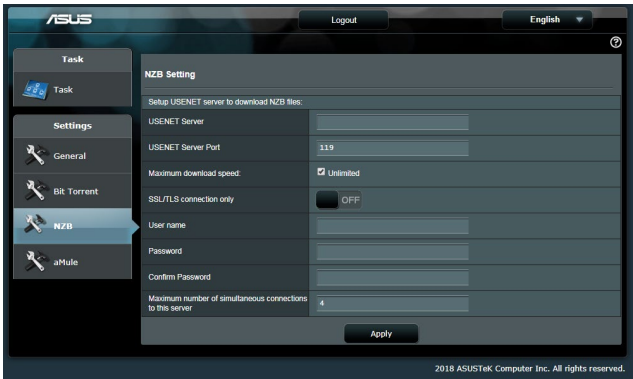 ASUS
Logout
English
Task
Task
Settings
General
Bit Torrent
NZB
aMule
NZB Setting
Setup USENET server to download NZB files:
USENET Server
USENET Server Port 119
Maximum download speed: Unlimited
SSL/TLS connection only OFF
User name
Password
Confirm Password
Maximum number of simultaneous connections
to this server 4
Apply
2018 ASUSTeK Computer Inc. All rights reserved.